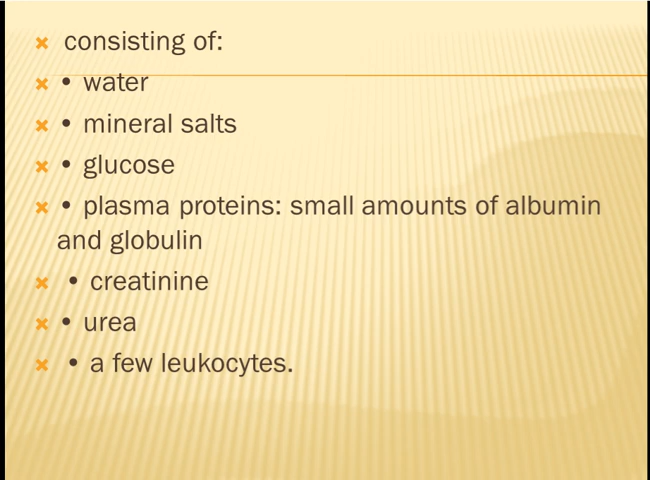 consisting of:
• water
• mineral salts
• glucose
• plasma proteins: small amounts of albumin
and globulin
• creatinine
• urea
• a few leukocytes.